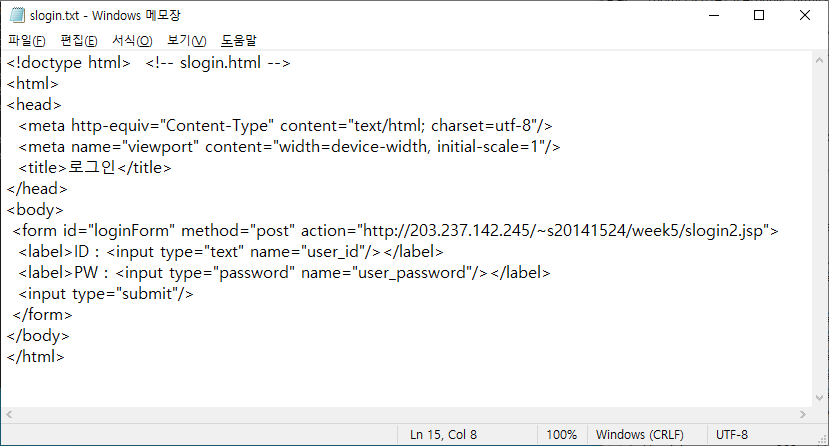 slogin.txt - Windows 메모장
파일(F) 편집(E) 서식(O) 보기(V) 도움말
<!doctype html>   <!-- slogin.html -->
<html>
<head>
  <meta http-equiv="Content-Type" content="text/html; charset=utf-8"/>
  <meta name="viewport" content="width=device-width, initial-scale=1"/>
  <title>로그인</title>
</head>
<body>
 <form id="loginForm" method="post" action="http://203.237.142.245/~s20141524/week5/slogin2.jsp">
  <label>ID : <input type="text" name="user_id"/></label>
  <label>PW : <input type="password" name="user_password"/></label>
  <input type="submit"/>
 </form>
</body>
</html>
Ln 15, Col 8 100% Windows (CRLF) UTF-8